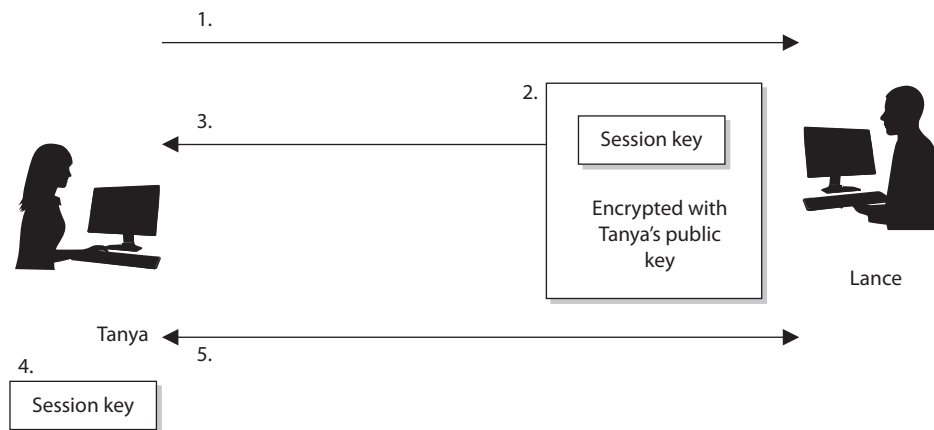 1.
2.
3.
Session key
Encrypted with
Tanya's public
key
Lance
Tanya
5.
4.
Session key